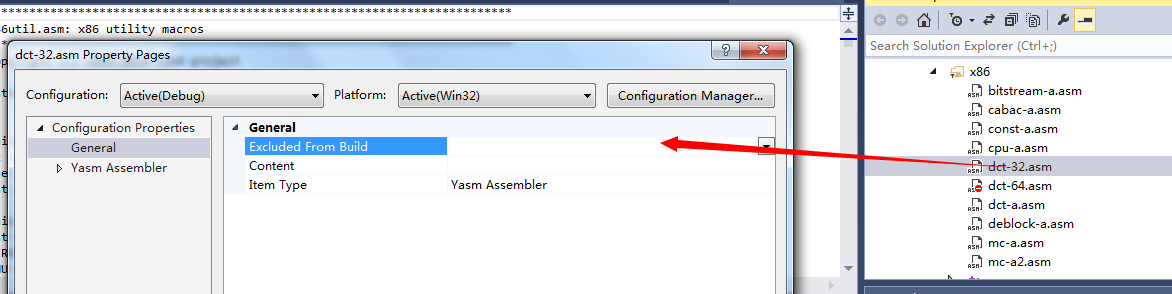 ********************************************************************
86util.asm: x86 utility macros
dct-32.asm Property Pages
Configuration:
Active(Debug)
Platform:
Active(Win32)
Configuration Manager...
Configuration Properties
General
Yasm Assembler
General
Excluded From Build
Content
Item Type
Yasm Assembler
Search Solution Explorer (Ctrl+;)
x86
bitstream-a.asm
cabac-a.asm
const-a.asm
cpu-a.asm
dct-32.asm
dct-64.asm
dct-a.asm
deblock-a.asm
mc-a.asm
mc-a2.asm